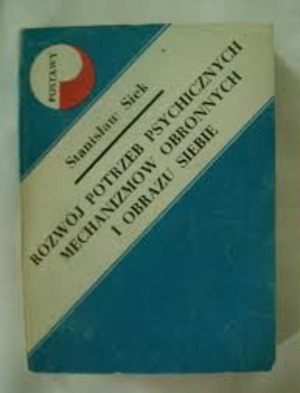 POSTAWY
Stanisław Siek
ROZWÓJ POTRZEB PSYCHICZNYCH
MECHANIZMÓW OBRONNYCH
I OBRAZU SIEBIE